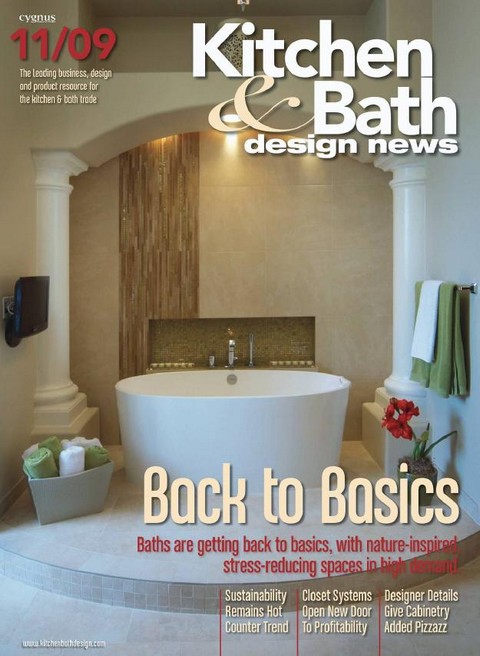 cygnus
11/09
The leading business, design
and product resource for
the kitchen & bath trade
Kitchen
& Bath
design news
Back to Basics
Baths are getting back to basics, with nature-inspired,
stress-reducing spaces in high demand
Sustainability
Remains Hot
Counter Trend
Closet Systems
Open New Door
To Profitability
Designer Details
Give Cabinetry
Added Pizzazz
www.kitchenbathdesign.com